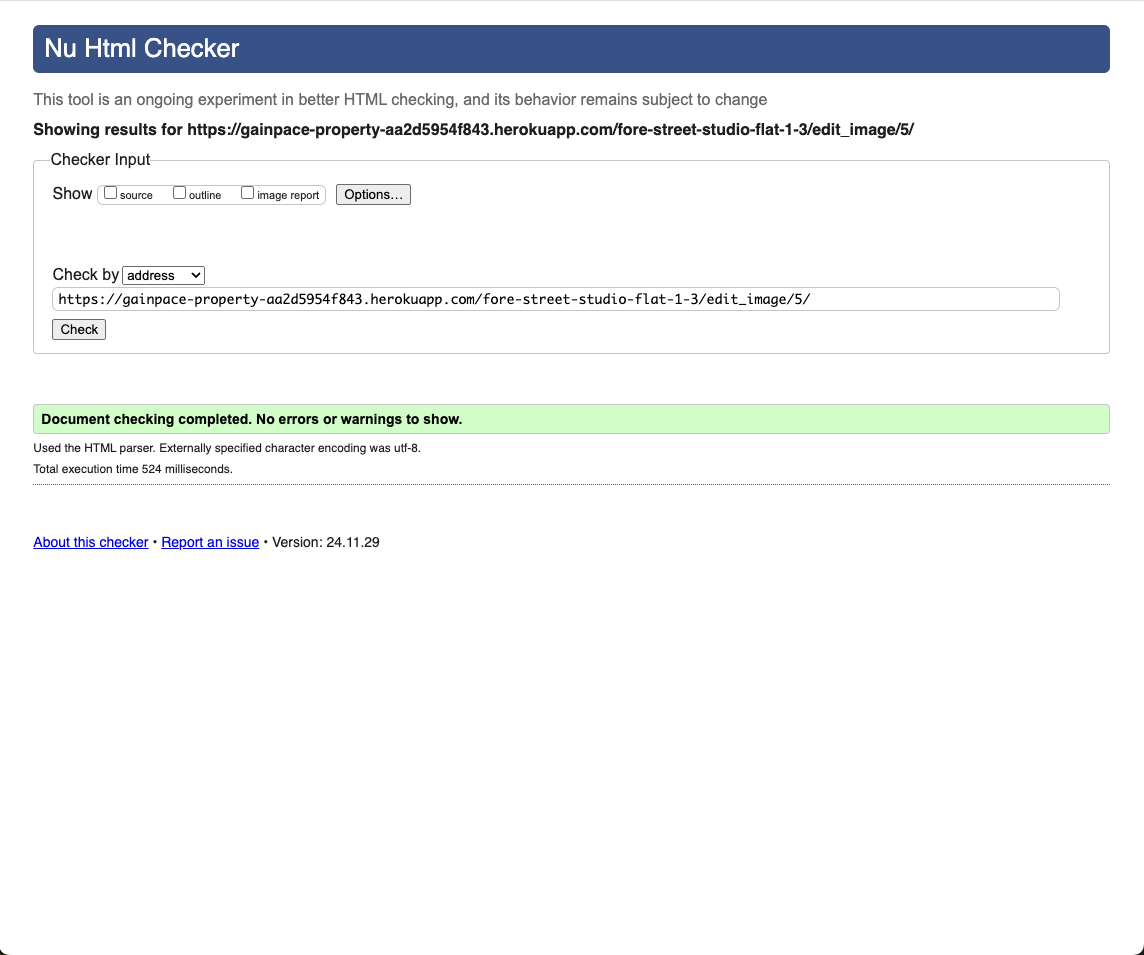 Nu Html Checker
This tool is an ongoing experiment in better HTML checking, and its behavior remains subject to change
Showing results for https://gainpace-property-aa2d5954f843.herokuapp.com/fore-street-studio-flat-1-3/edit_image/5/
Checker Input
Show source outline image report Options…
Check by address
https://gainpace-property-aa2d5954f843.herokuapp.com/fore-street-studio-flat-1-3/edit_image/5/
Check
Document checking completed. No errors or warnings to show.
Used the HTML parser. Externally specified character encoding was utf-8.
Total execution time 524 milliseconds.
About this checker • Report an issue • Version: 24.11.29